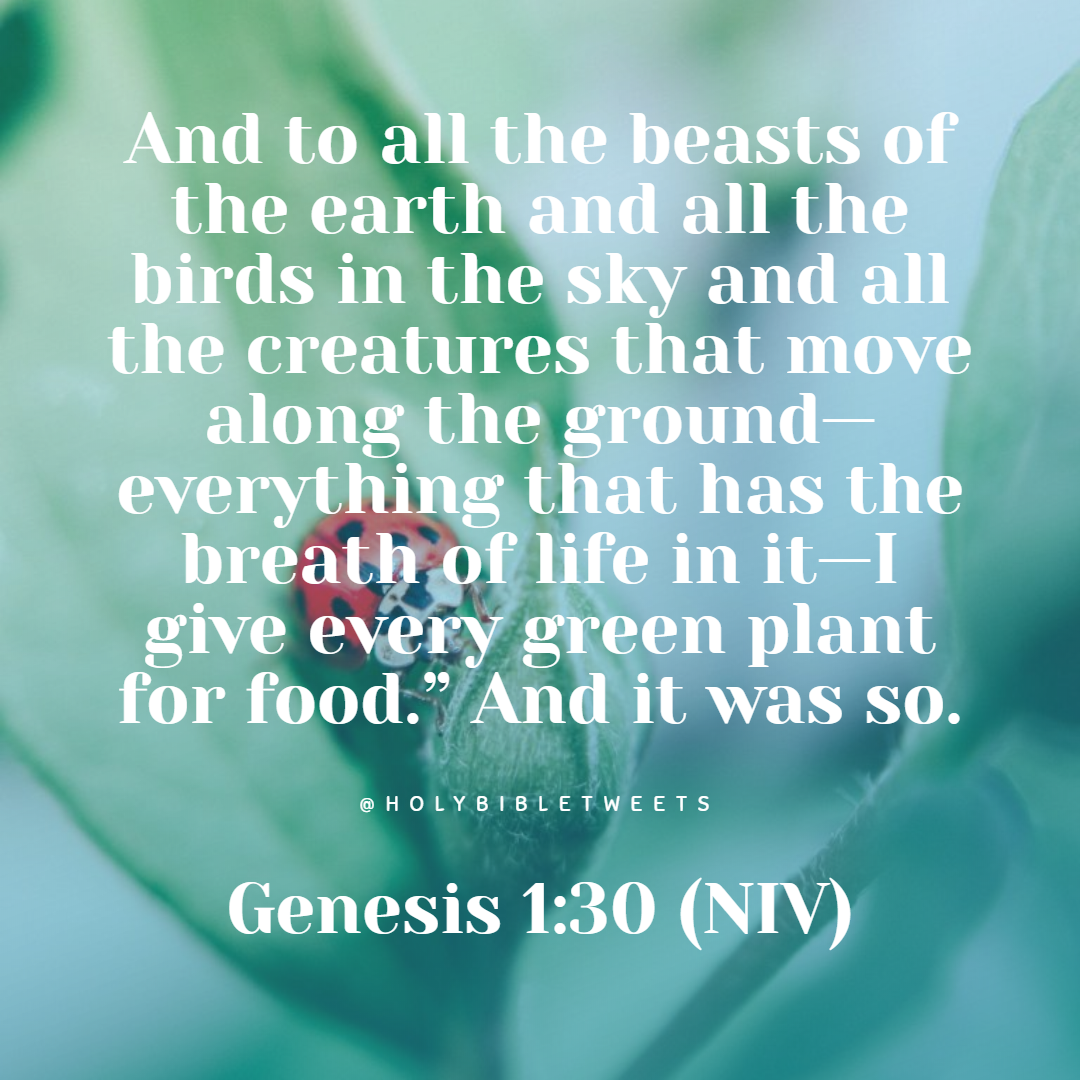 And to all the beasts of
the earth and all the
birds in the sky and all
the creatures that move
along the ground—
everything that has the
breath of life in it—I
give every green plant
for food.” And it was so.
@HOLYBIBLETWEETS
Genesis 1:30 (NIV)